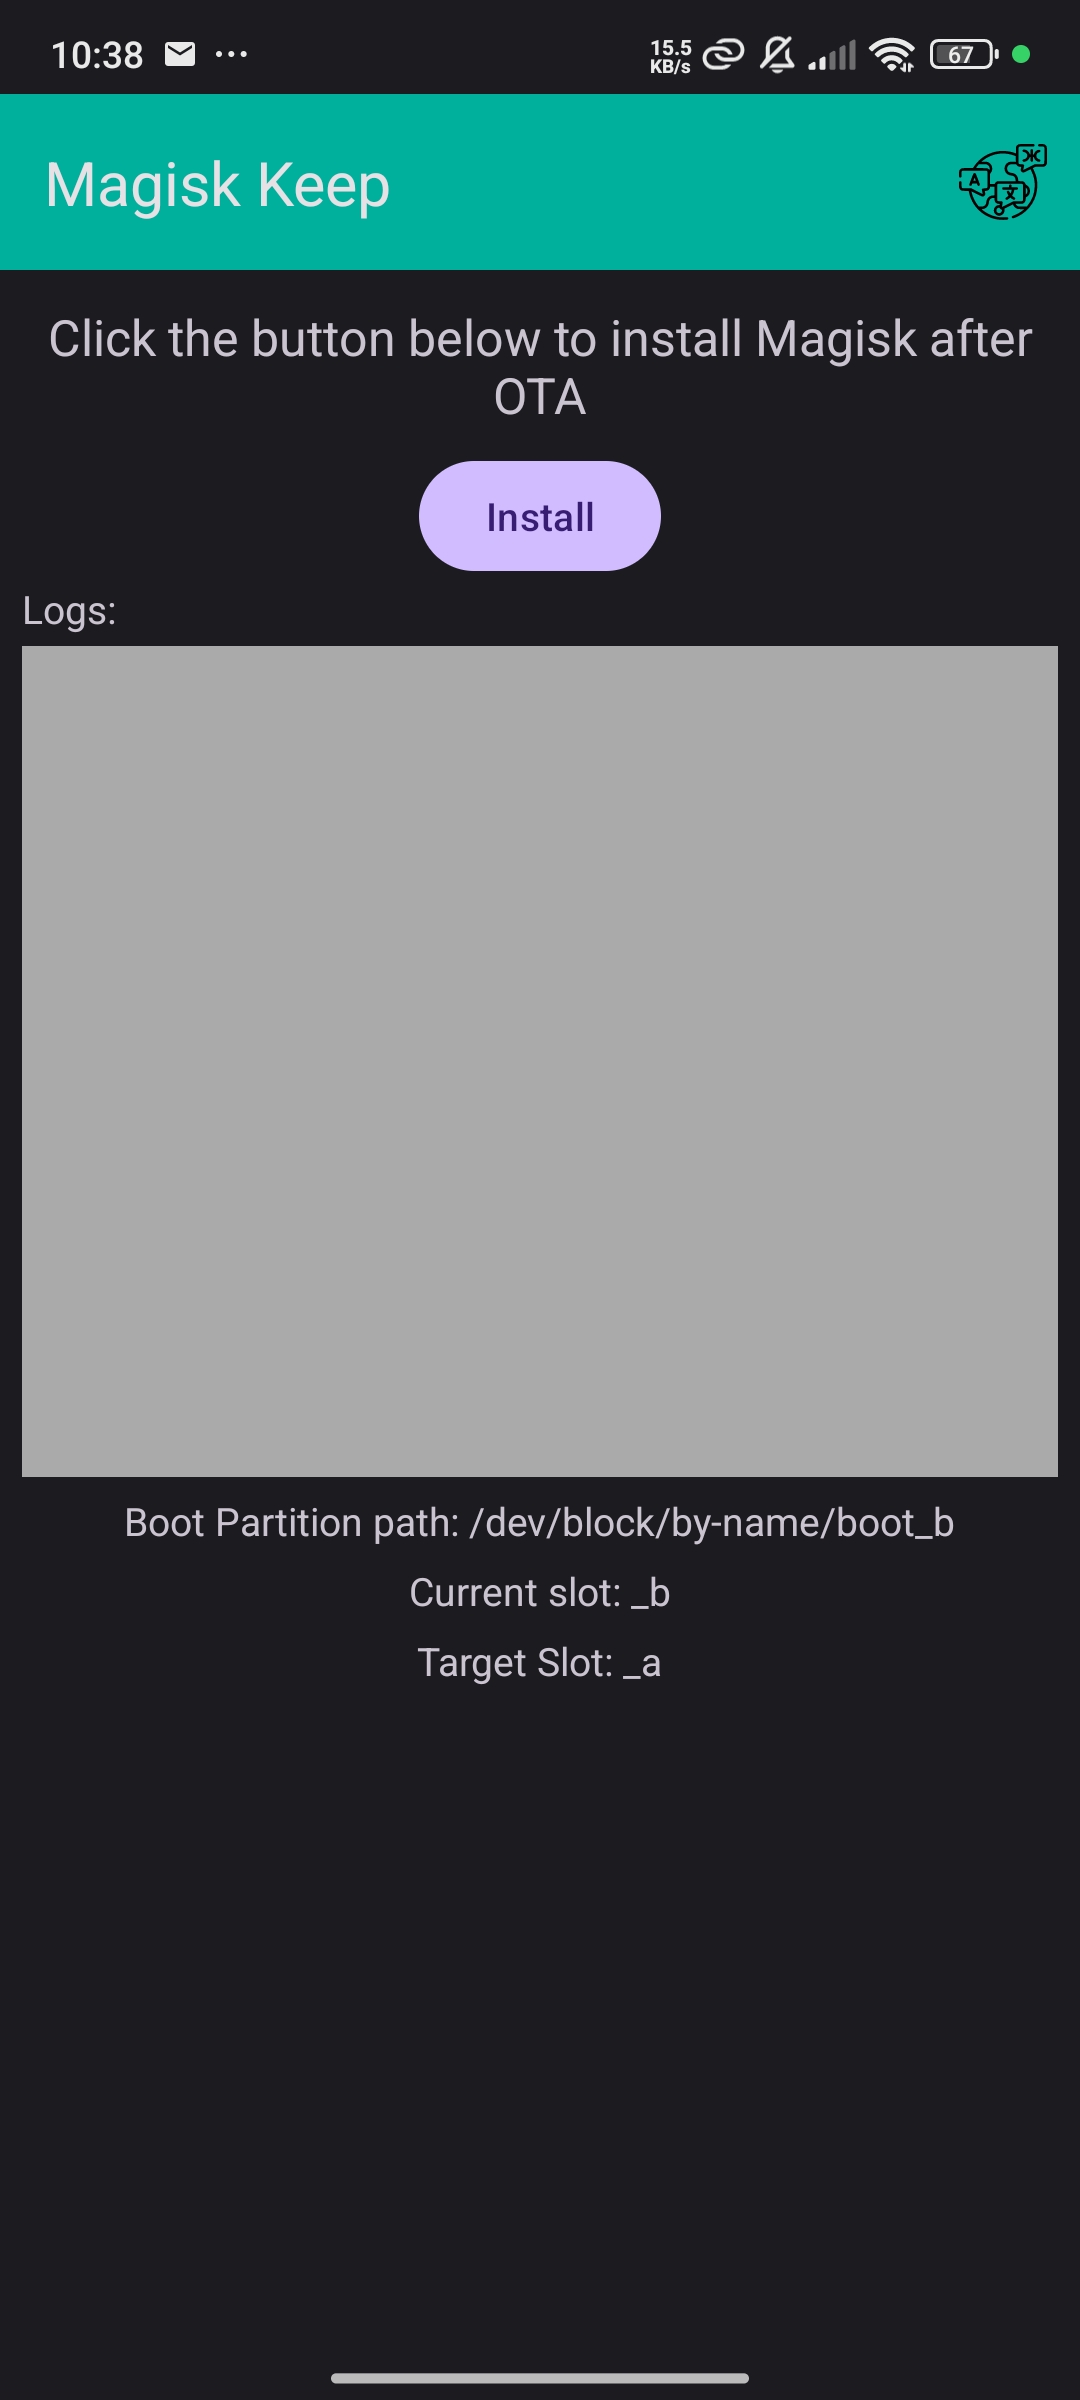 10:38
15.5
KB/s
67
Magisk Keep
Click the button below to install Magisk after
OTA
Install
Logs:
Boot Partition path: /dev/block/by-name/boot_b
Current slot: _b
Target Slot: _a